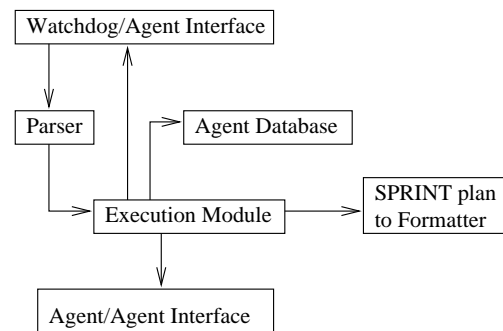 Watchdog/Agent Interface
Parser
Agent Database
SPRINT plan
to Formatter
Execution Module
Agent/Agent Interface